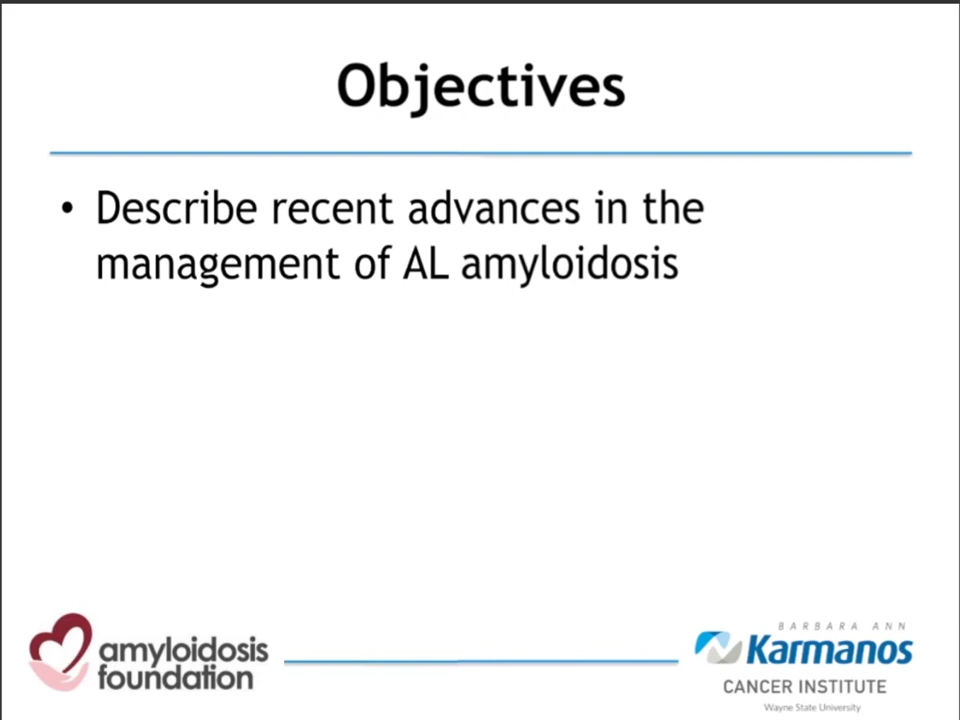 Objectives
• Describe recent advances in the
management of AL amyloidosis
amyloidosis
foundation
BARBARA ANN
Karmanos
CANCER INSTITUTE
Wayne State University